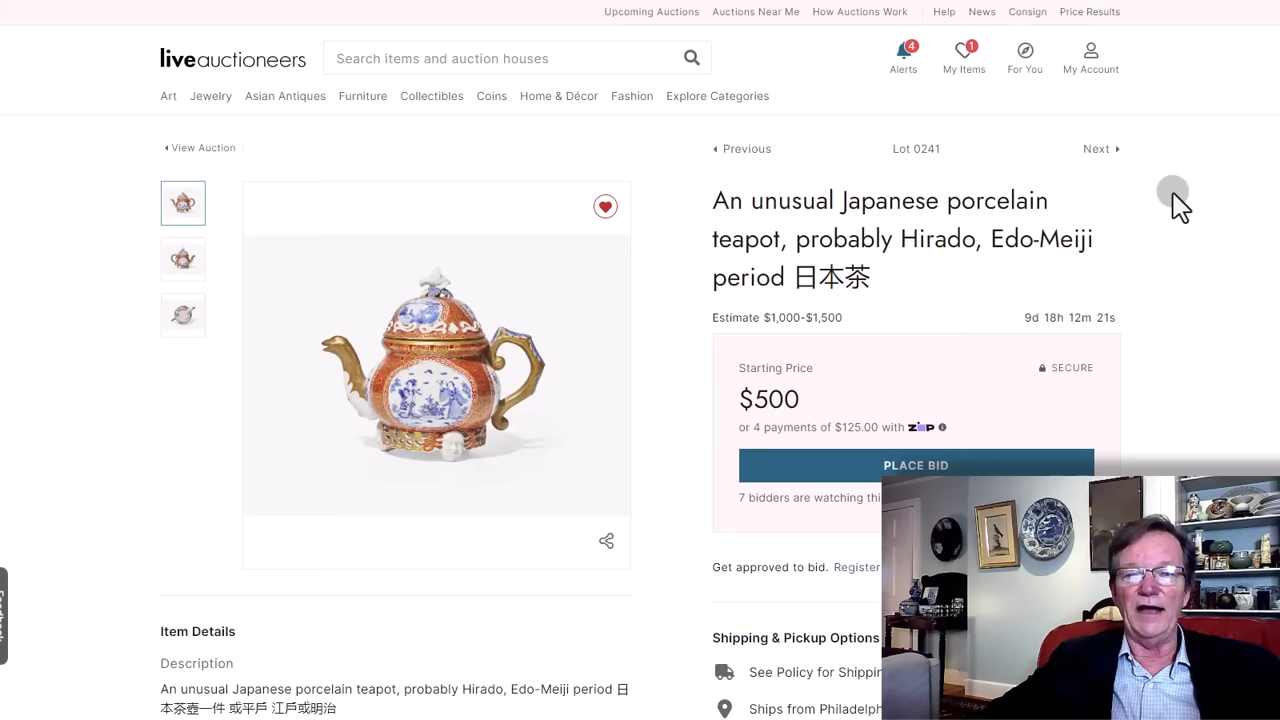 Upcoming Auctions Auctions Near Me How Auctions Work Help News Consign Price Results
liveauctioneers
Search items and auction houses
4
1
Alerts My Items For You My Account
Art Jewelry Asian Antiques Furniture Collectibles Coins Home & Décor Fashion Explore Categories
View Auction
Previous Lot 0241 Next
An unusual Japanese porcelain
teapot, probably Hirado, Edo-Meiji
period 日本茶
Estimate $1,000-$1,500 9d 18h 12m 21s
Starting Price SECURE
$500
or 4 payments of $125.00 with ZIP
PLACE BID
7 bidders are watching thi
Get approved to bid. Register
Item Details
Description
An unusual Japanese porcelain teapot, probably Hirado, Edo-Meiji period 日
本茶壺一件 或平戶 江戶或明治
Shipping & Pickup Options
See Policy for Shippin
Ships from Philadelph
Feedback